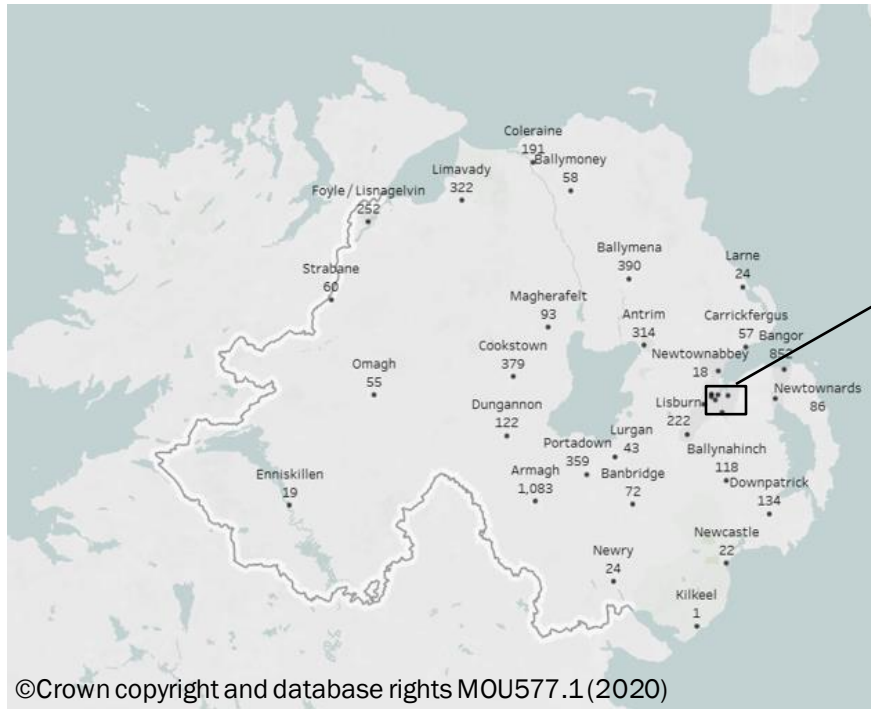 Coleraine
191
Ballymoney
58
Limavady
322
Foyle / Lisnagelvin
252
Strabane
60
Ballymena
390
Larne
24
Magherafelt
93
Antrim
314
Carrickfergus
57
Bangor
852
Newtownabbey
18
Cookstown
379
Omagh
55
Newtownards
86
Lisburn
222
Dungannon
122
Lurgan
43
Portadown
359
Ballynahinch
118
Armagh
1,083
Banbridge
72
Downpatrick
134
Enniskillen
19
Newcastle
22
Newry
24
Kilkeel
1
©Crown copyright and database rights MOU577.1 (2020)